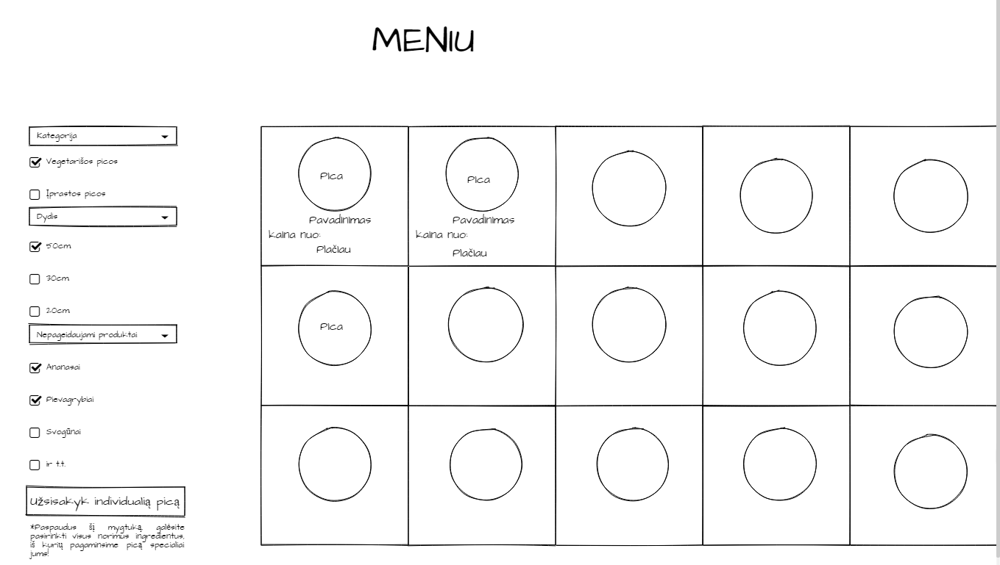 MENIU
Kategorija
Vegetarišos picos
Įprastos picos
Dydis
50cm
30cm
20cm
Nepageidaujami produktai
Ananasai
Pievagrybiai
Svogūnai
ir t.t.
Užsisakyk individualią picą
*Paspaudus šį mygtuką, galėsite
pasirinkti visus norimus ingredientus,
iš kurių pagaminsime picą specialiai
jums!
Pica
Pavadinimas
kaina nuo:
Plačiau
Pica
Pavadinimas
kaina nuo:
Plačiau
Pica